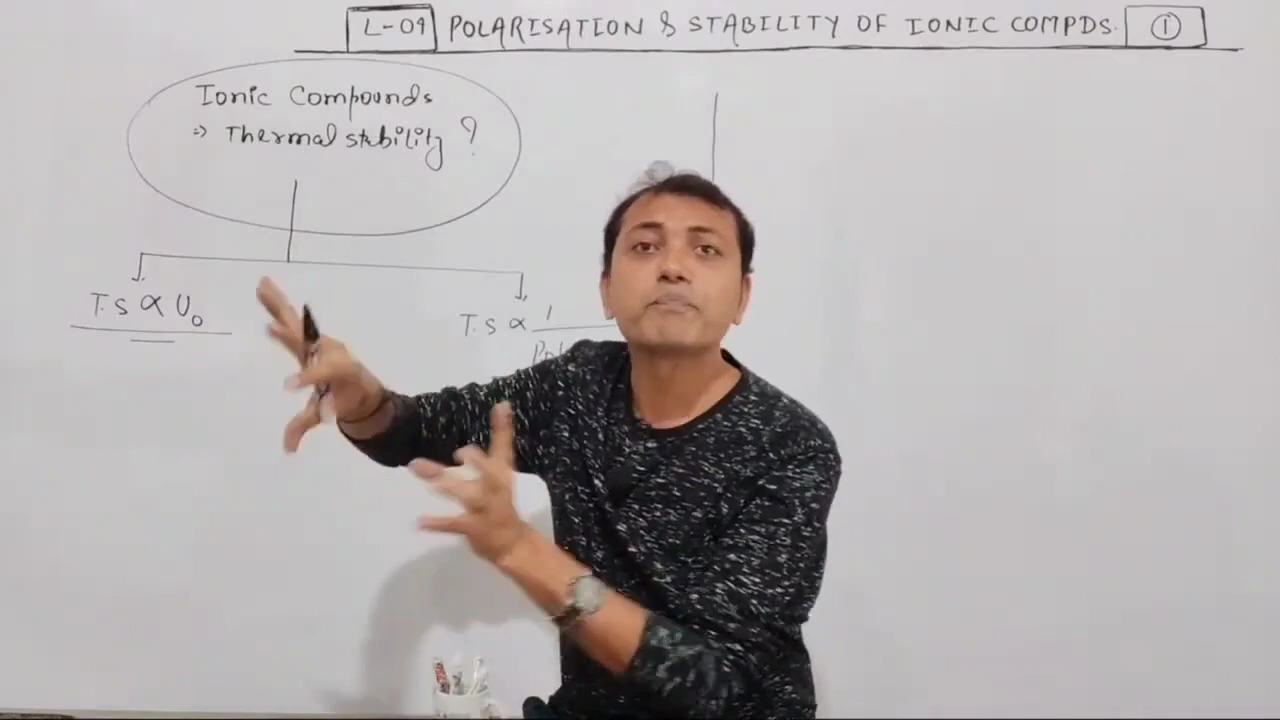 L-09 POLARISATION & STABILITY OF IONIC COMPDS. 1
Ionic Compounds
⇒ Thermal stability ?
T.S ∝ U₀
T.S ∝ 1